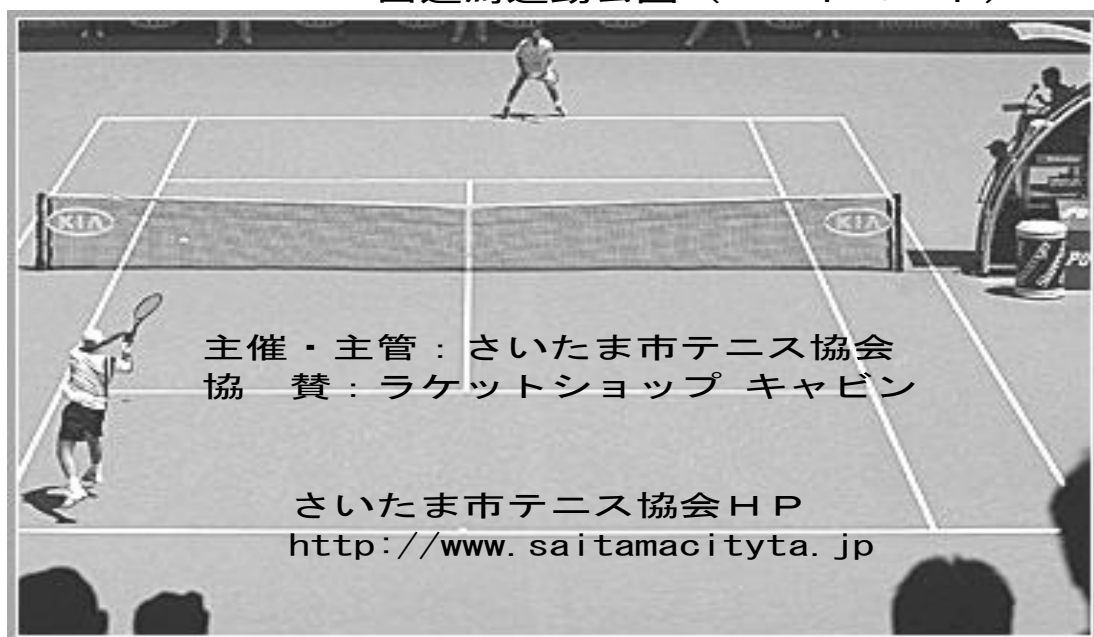 KIA
KIA
主催・主管：さいたま市テニス協会
協　賛：ラケットショップ キャビン
さいたま市テニス協会ＨＰ
http://www.saitamacityta.jp